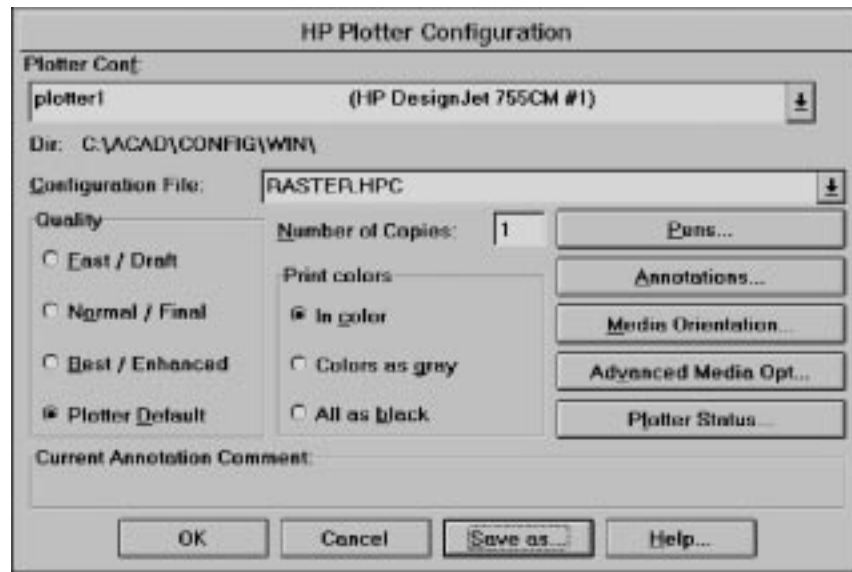 HP Plotter Configuration
Plotter Conf:
plotter1 (HP DesignJet 755CM #1)
Dir: C:\ACAD\CONFIG\WIN\
Configuration File: RASTER.HPC
Quality
Number of Copies: 1
Pens...
Fast / Draft
Print colors
Annotations...
Normal / Final
In color
Media Orientation...
Best / Enhanced
Colors as gray
Advanced Media Opt...
Plotter Default
All as black
Plotter Status...
Current Annotation Comment:
OK Cancel Save as... Help...